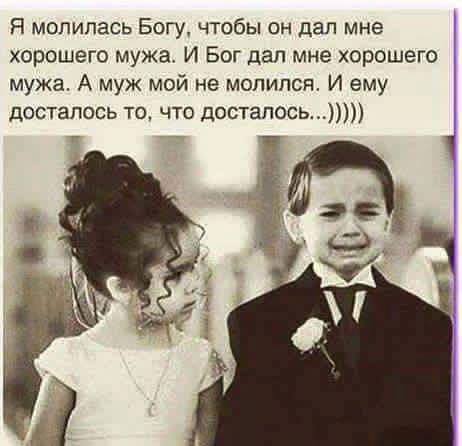 Я молилась Богу, чтобы он дал мне
хорошего мужа. И Бог дал мне хорошего
мужа. А муж мой не молился. И ему
досталось то, что досталось...)))))